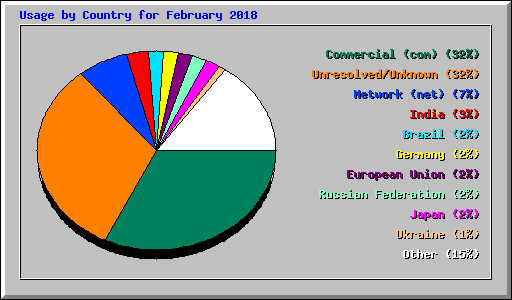 Usage by Country for February 2018
Commercial (com) (32%)
Unresolved/Unknown (32%)
Network (net) (7%)
India (3%)
Brazil (2%)
Germany (2%)
European Union (2%)
Russian Federation (2%)
Japan (2%)
Ukraine (1%)
Other (15%)